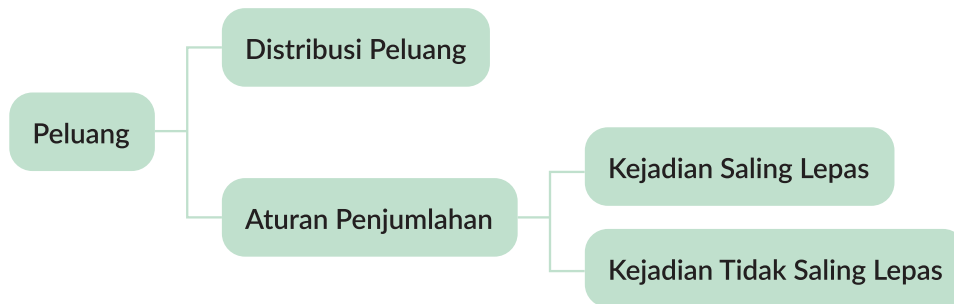 Peluang
Distribusi Peluang
Aturan Penjumlahan
Kejadian Saling Lepas
Kejadian Tidak Saling Lepas